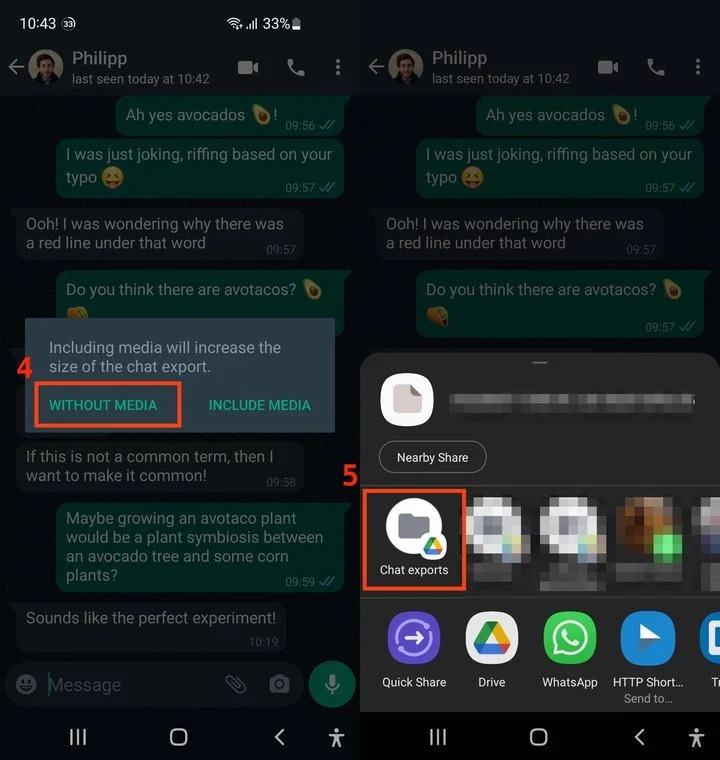 10:43 33 33%
Philipp
last seen today at 10:42
Ah yes avocados 🥑 !
09:56
I was just joking, riffing based on your
typo 😜
09:57
Ooh! I was wondering why there was
a red line under that word
09:57
Do you think there are avotacos? 🥑
🌮
Including media will increase the
size of the chat export.
4
WITHOUT MEDIA
INCLUDE MEDIA
If this is not a common term, then I
want to make it common!
09:58
Maybe growing an avotaco plant
would be a plant symbiosis between
an avocado tree and some corn
plants?
09:59
Sounds like the perfect experiment!
10:19
Message
Philipp
last seen today at 10:42
Ah yes avocados 🥑 !
09:56
I was just joking, riffing based on your
typo 😜
09:57
Ooh! I was wondering why there was
a red line under that word
09:57
Do you think there are avotacos? 🥑
🌮
09:57
Nearby Share
5
Chat exports
Quick Share
Drive
WhatsApp
HTTP Short...
Send to...